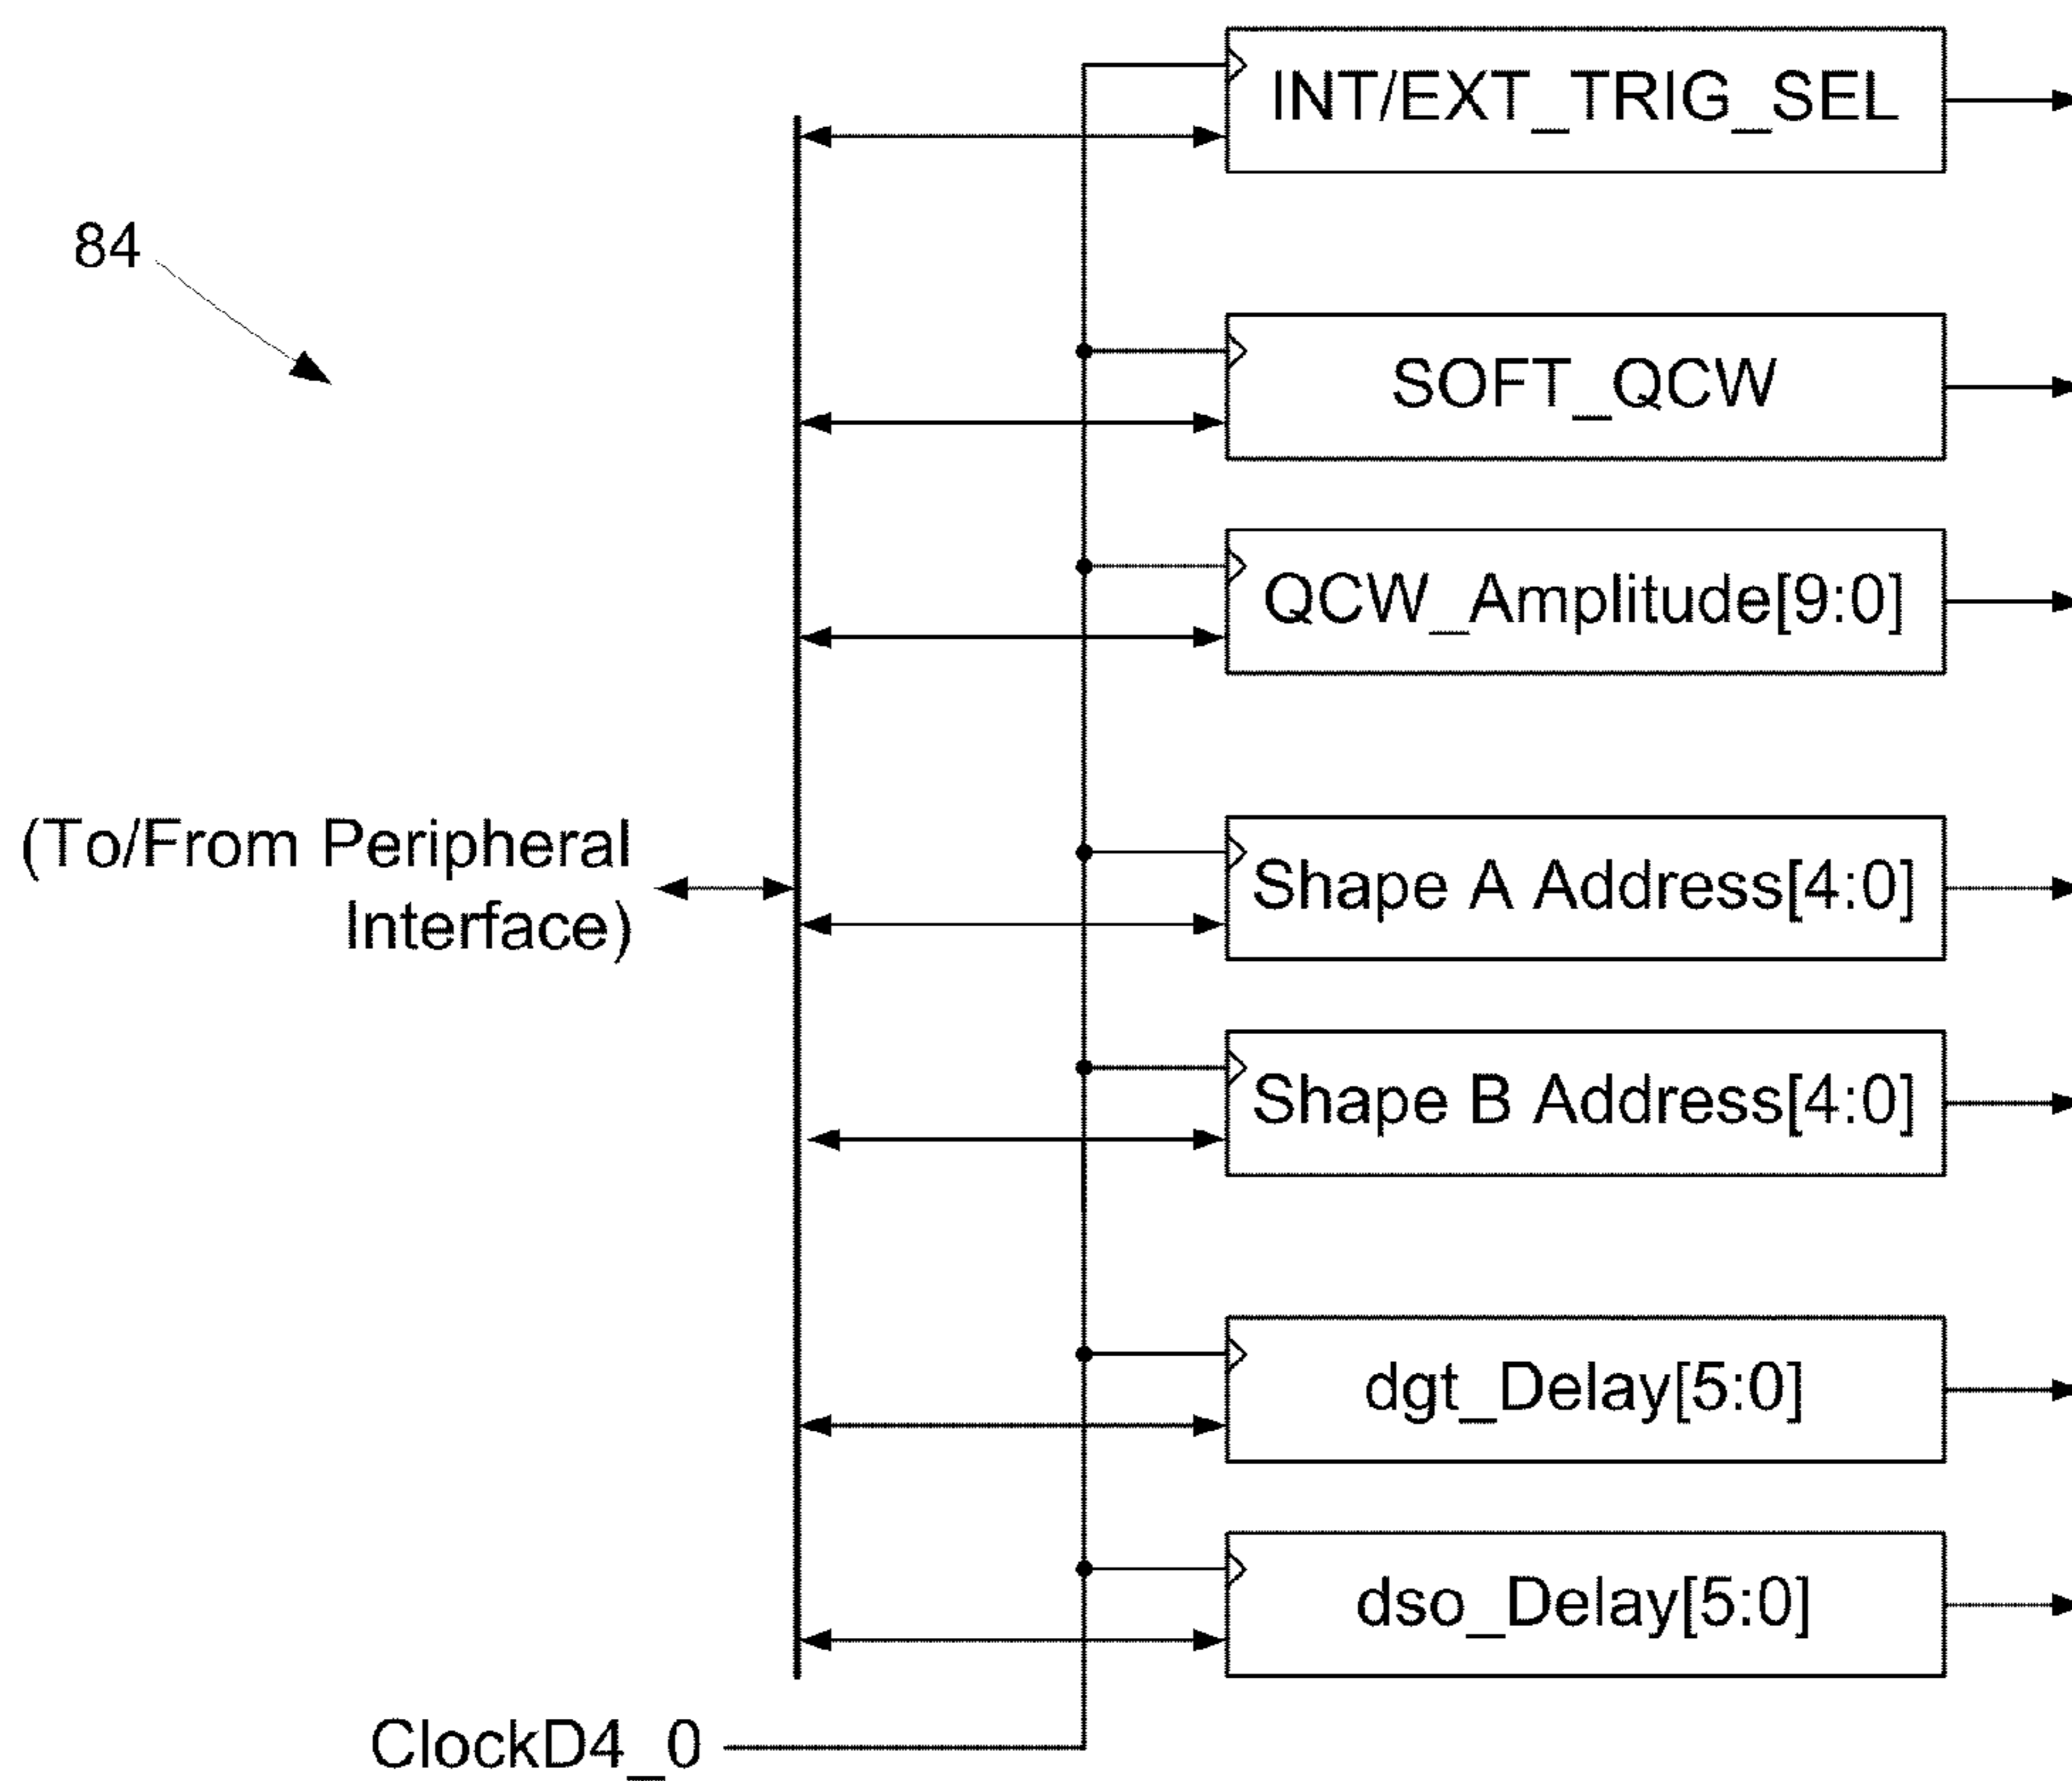 INT/EXT_TRIG_SEL
84
SOFT_QCW
QCW_Amplitude[9:0]
(To/From Peripheral
Interface)
Shape A Address[4:0]
Shape B Address[4:0]
dgt_Delay[5:0]
dso_Delay[5:0]
ClockD4_0